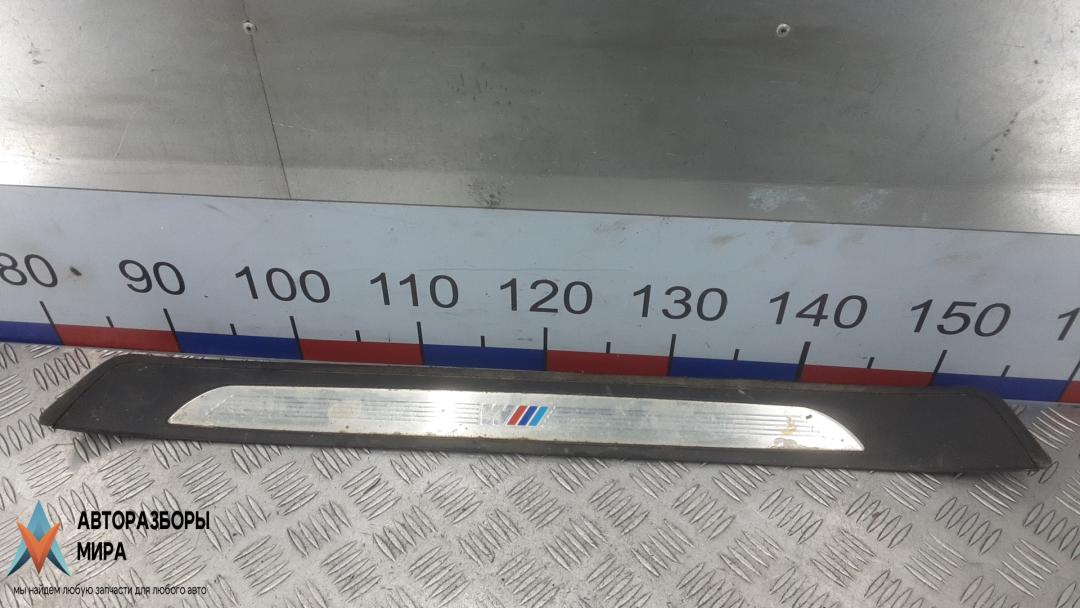 80 90 100 110 120 130 140 150
M
АВТОРАЗБОРЫ
МИРА
мы найдем любую запчасти для любого авто